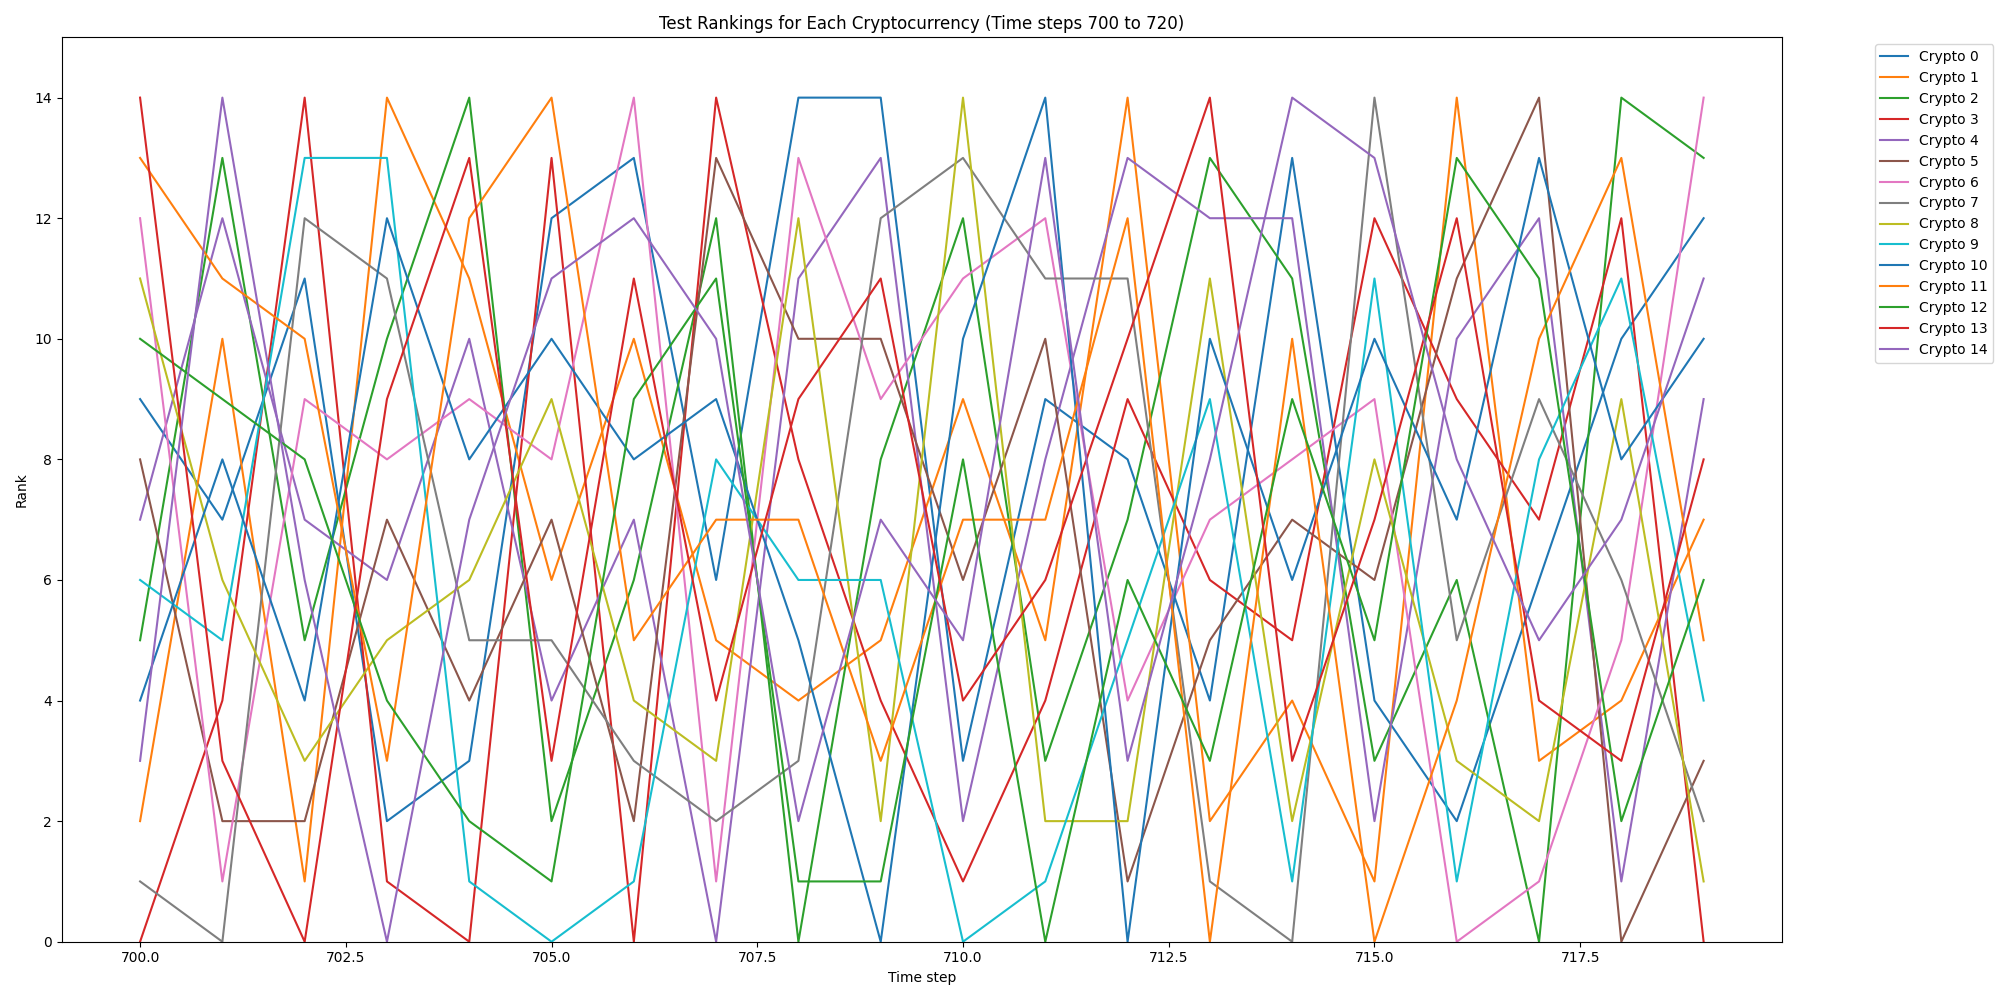 Test Rankings for Each Cryptocurrency (Time steps 700 to 720)
Crypto 0
Crypto 1
Crypto 2
Crypto 3
Crypto 4
Crypto 5
Crypto 6
Crypto 7
Crypto 8
Crypto 9
Crypto 10
Crypto 11
Crypto 12
Crypto 13
Crypto 14
Rank
14
12
10
8
6
4
2
0
700.0 702.5 705.0 707.5 710.0 712.5 715.0 717.5
Time step